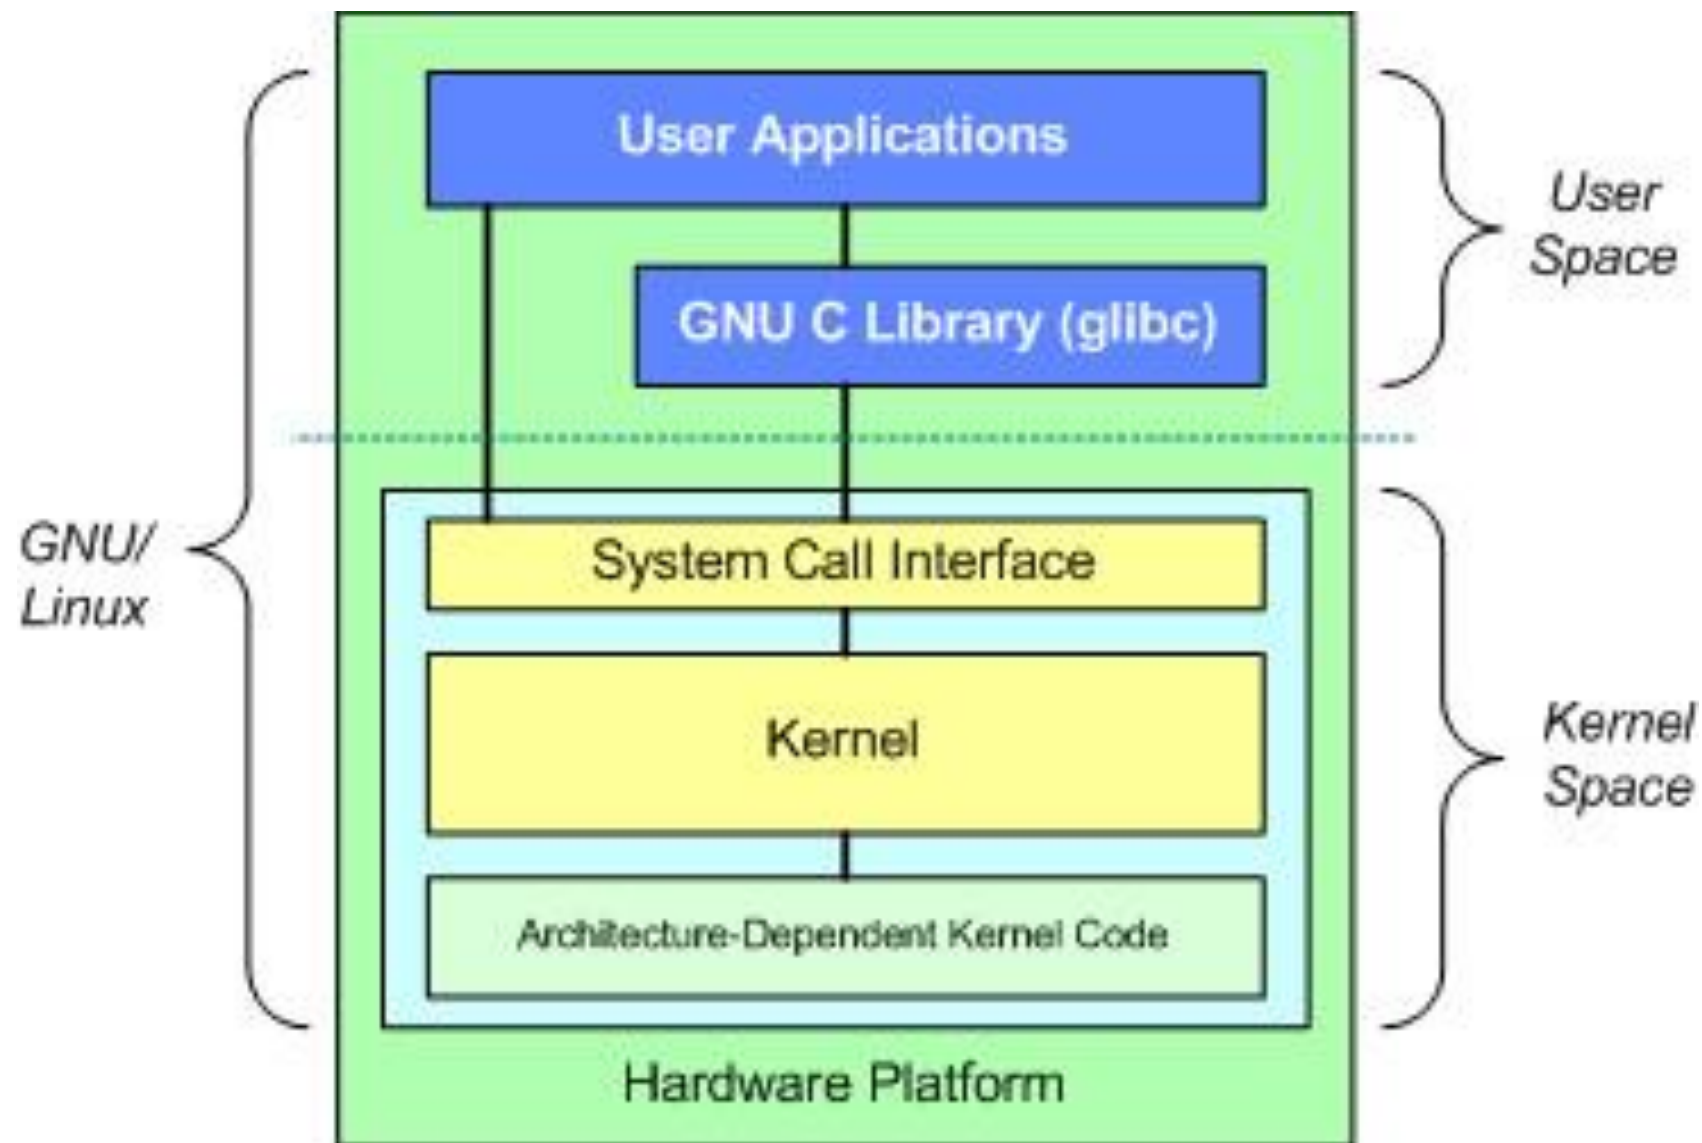 User Applications
User
Space
GNU C Library (glibc)
GNU/
Linux
System Call Interface
Kernel
Kernel
Space
Architecture-Dependent Kernel Code
Hardware Platform